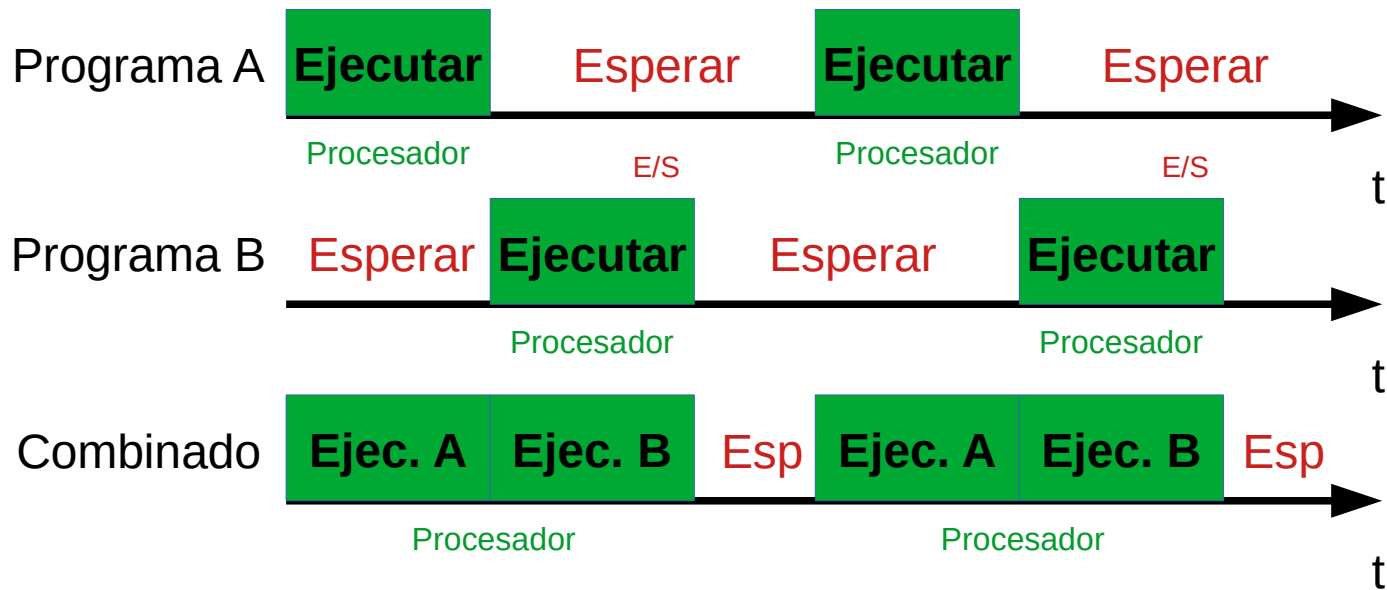 Programa A Ejecutar Esperar Ejecutar Esperar
Procesador E/S Procesador E/S
t
Programa B Esperar Ejecutar Esperar Ejecutar
Procesador Procesador
t
Combinado Ejec. A Ejec. B Esp Ejec. A Ejec. B Esp
Procesador Procesador
t